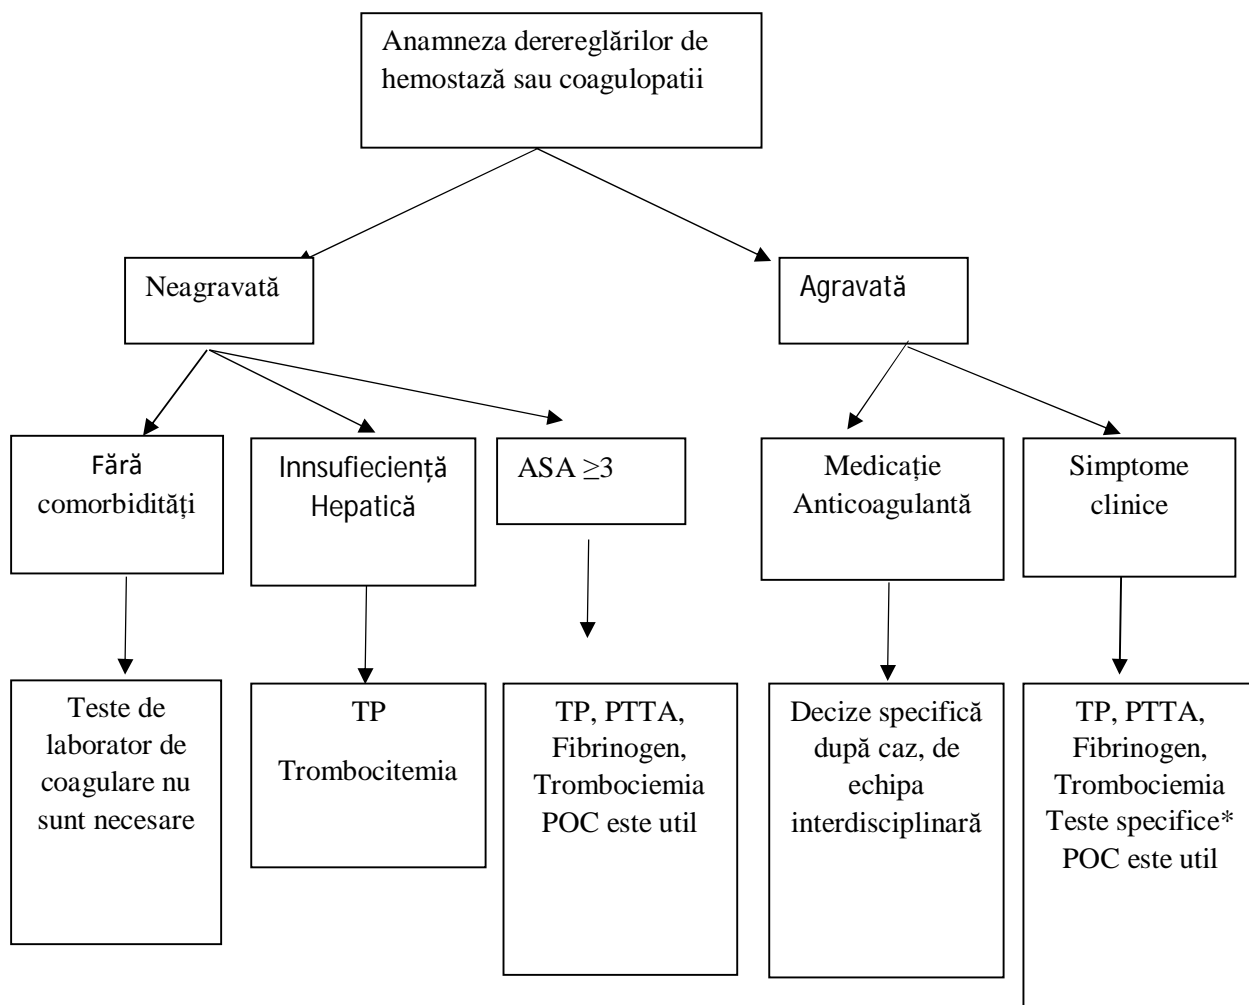 Anamneza derereglărilor de
hemostază sau coagulopatii
Neagravată
Agravată
Fără
comorbidități
Innsufieciență
Hepatică
ASA ≥3
Medicație
Anticoagulantă
Simptome
clinice
Teste de
laborator de
coagulare nu
sunt necesare
TP
Trombocitemia
TP, PTTA,
Fibrinogen,
Trombociemia
POC este util
Decize specifică
după caz, de
echipa
interdisciplinară
TP, PTTA,
Fibrinogen,
Trombociemia
Teste specifice*
POC este util